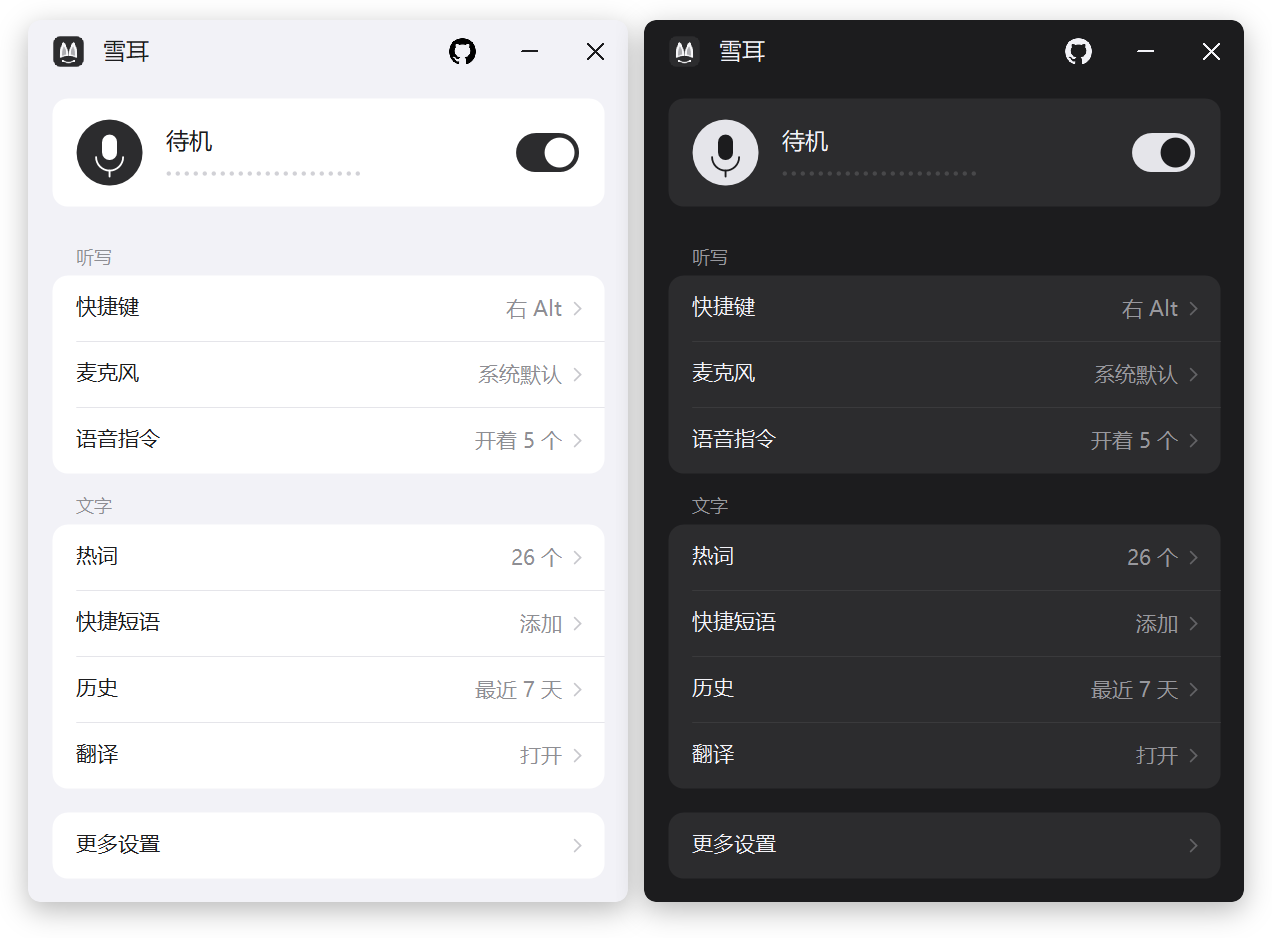 雪耳
待机
听写
快捷键 右 Alt
麦克风 系统默认
语音指令 开着 5 个
文字
热词 26 个
快捷短语 添加
历史 最近 7 天
翻译 打开
更多设置
雪耳
待机
听写
快捷键 右 Alt
麦克风 系统默认
语音指令 开着 5 个
文字
热词 26 个
快捷短语 添加
历史 最近 7 天
翻译 打开
更多设置